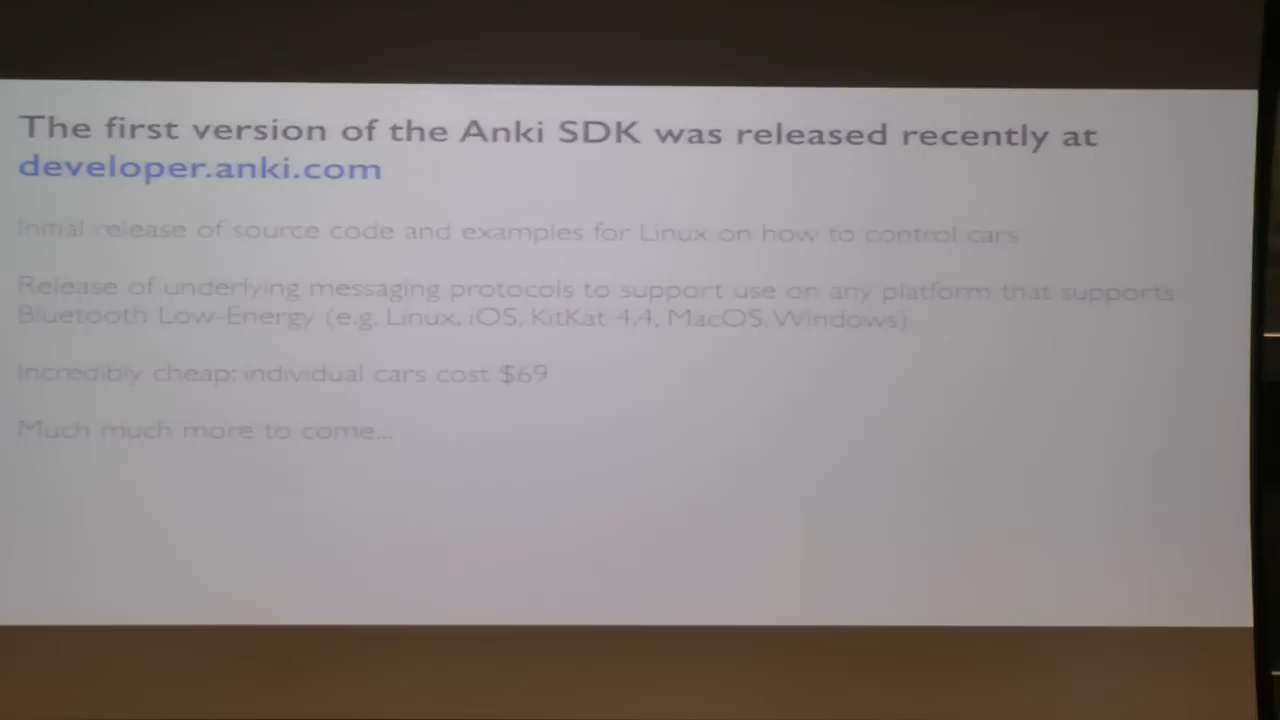 The first version of the Anki SDK was released recently at
developer.anki.com
Initial release of source code and examples for Linux on how to control cars
Release of underlying messaging protocols to support use on any platform that supports
Bluetooth Low-Energy (e.g. Linux, iOS, KitKat 4.4, MacOS, Windows)
Incredibly cheap: individual cars cost $69
Much much more to come...